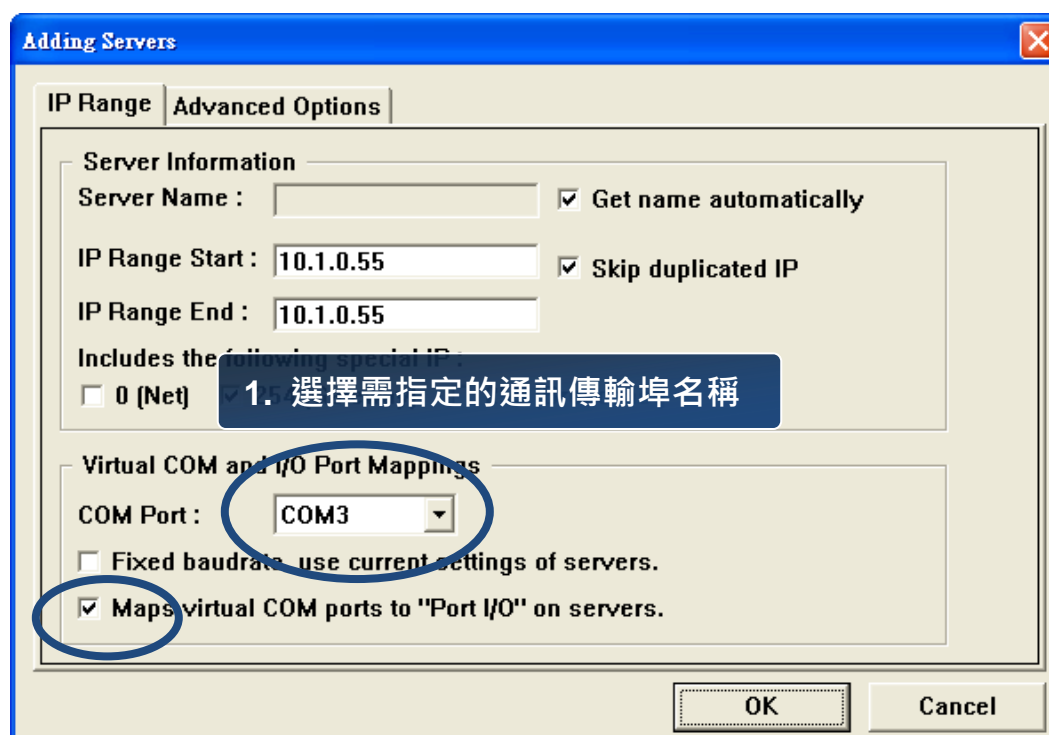 Adding Servers
IP Range Advanced Options
Server Information
Server Name : Get name automatically
IP Range Start : 10.1.0.55 Skip duplicated IP
IP Range End : 10.1.0.55
Includes the following special IP :
0 (Net)
1. 選擇需指定的通訊傳輸埠名稱
Virtual COM and I/O Port Mappings
COM Port : COM3
Fixed baudrate, use current settings of servers.
Maps virtual COM ports to "Port I/O" on servers.
OK Cancel